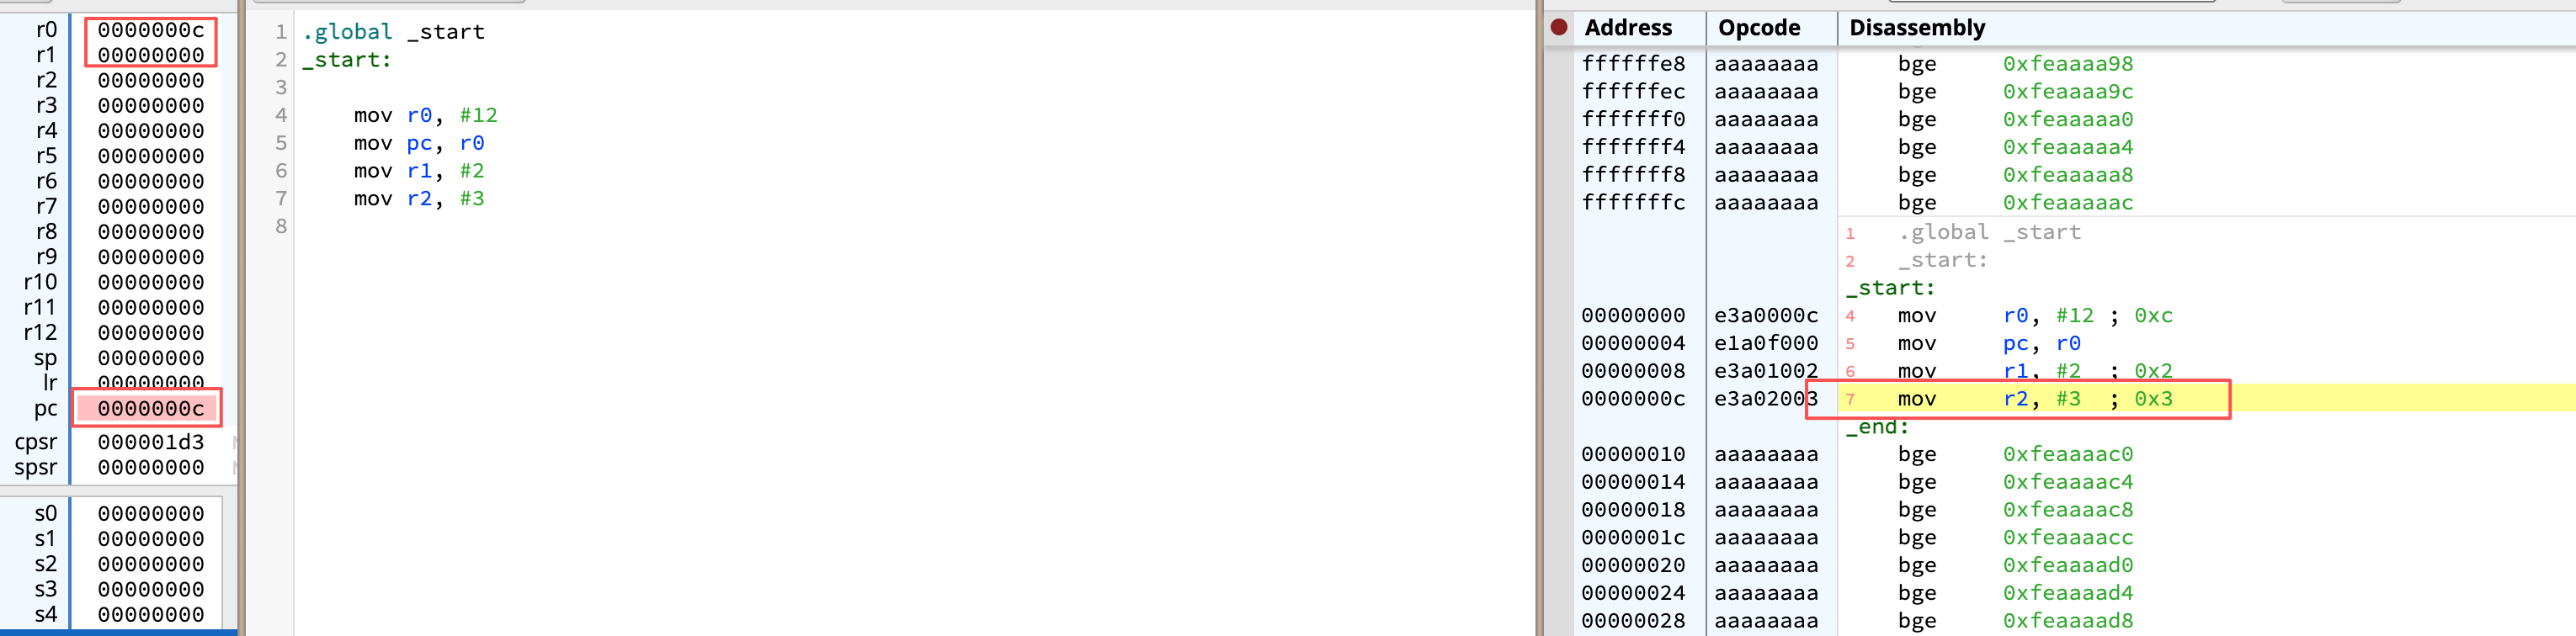 r0 0000000c
r1 00000000
r2 00000000
r3 00000000
r4 00000000
r5 00000000
r6 00000000
r7 00000000
r8 00000000
r9 00000000
r10 00000000
r11 00000000
r12 00000000
sp 00000000
lr 00000000
pc 0000000c
cpsr 000001d3
spsr 00000000
s0 00000000
s1 00000000
s2 00000000
s3 00000000
s4 00000000
1 .global _start
2 _start:
3
4 mov r0, #12
5 mov pc, r0
6 mov r1, #2
7 mov r2, #3
8
Address Opcode Disassembly
ffffffe8 aaaaaaaa bge 0xfeaaaa98
ffffffec aaaaaaaa bge 0xfeaaaa9c
fffffff0 aaaaaaaa bge 0xfeaaaaa0
fffffff4 aaaaaaaa bge 0xfeaaaaa4
fffffff8 aaaaaaaa bge 0xfeaaaaa8
fffffffc aaaaaaaa bge 0xfeaaaaac
1 .global _start
2 _start:
_start:
00000000 e3a0000c 4 mov r0, #12 ; 0xc
00000004 e1a0f000 5 mov pc, r0
00000008 e3a01002 6 mov r1, #2 ; 0x2
0000000c e3a02003 7 mov r2, #3 ; 0x3
_end:
00000010 aaaaaaaa bge 0xfeaaaac0
00000014 aaaaaaaa bge 0xfeaaaac4
00000018 aaaaaaaa bge 0xfeaaaac8
0000001c aaaaaaaa bge 0xfeaaaacc
00000020 aaaaaaaa bge 0xfeaaaad0
00000024 aaaaaaaa bge 0xfeaaaad4
00000028 aaaaaaaa bge 0xfeaaaad8